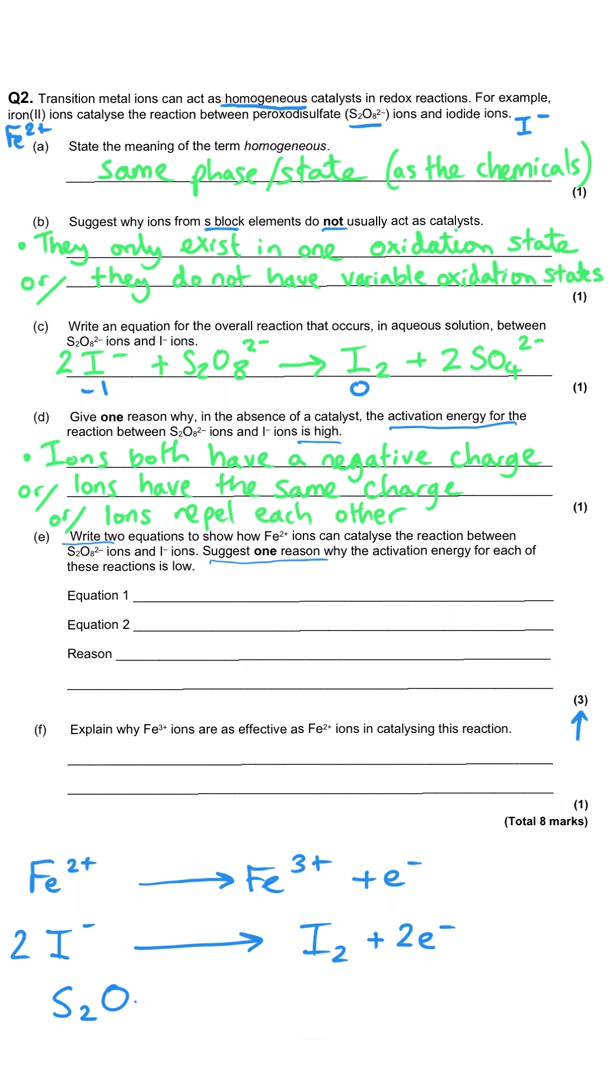 Q2. Transition metal ions can act as homogeneous catalysts in redox reactions. For example,
iron(II) ions catalyse the reaction between peroxodisulfate (S₂O₈²⁻) ions and iodide ions.
Fe²⁺ I⁻
(a) State the meaning of the term homogeneous.
same phase/state (as the chemicals)
(1)
(b) Suggest why ions from s block elements do not usually act as catalysts.
• They only exist in one oxidation state
or/ they do not have variable oxidation states
(1)
(c) Write an equation for the overall reaction that occurs, in aqueous solution, between
S₂O₈²⁻ ions and I⁻ ions.
2I⁻ + S₂O₈²⁻ → I₂ + 2SO₄²⁻
-1 0
(1)
(d) Give one reason why, in the absence of a catalyst, the activation energy for the
reaction between S₂O₈²⁻ ions and I⁻ ions is high.
• Ions both have a negative charge
or/ Ions have the same charge
or/ Ions repel each other
(1)
(e) Write two equations to show how Fe²⁺ ions can catalyse the reaction between
S₂O₈²⁻ ions and I⁻ ions. Suggest one reason why the activation energy for each of
these reactions is low.
Equation 1
Equation 2
Reason
(3)
(f) Explain why Fe³⁺ ions are as effective as Fe²⁺ ions in catalysing this reaction.
(1)
(Total 8 marks)
Fe²⁺ → Fe³⁺ + e⁻
2I⁻ → I₂ + 2e⁻
S₂O